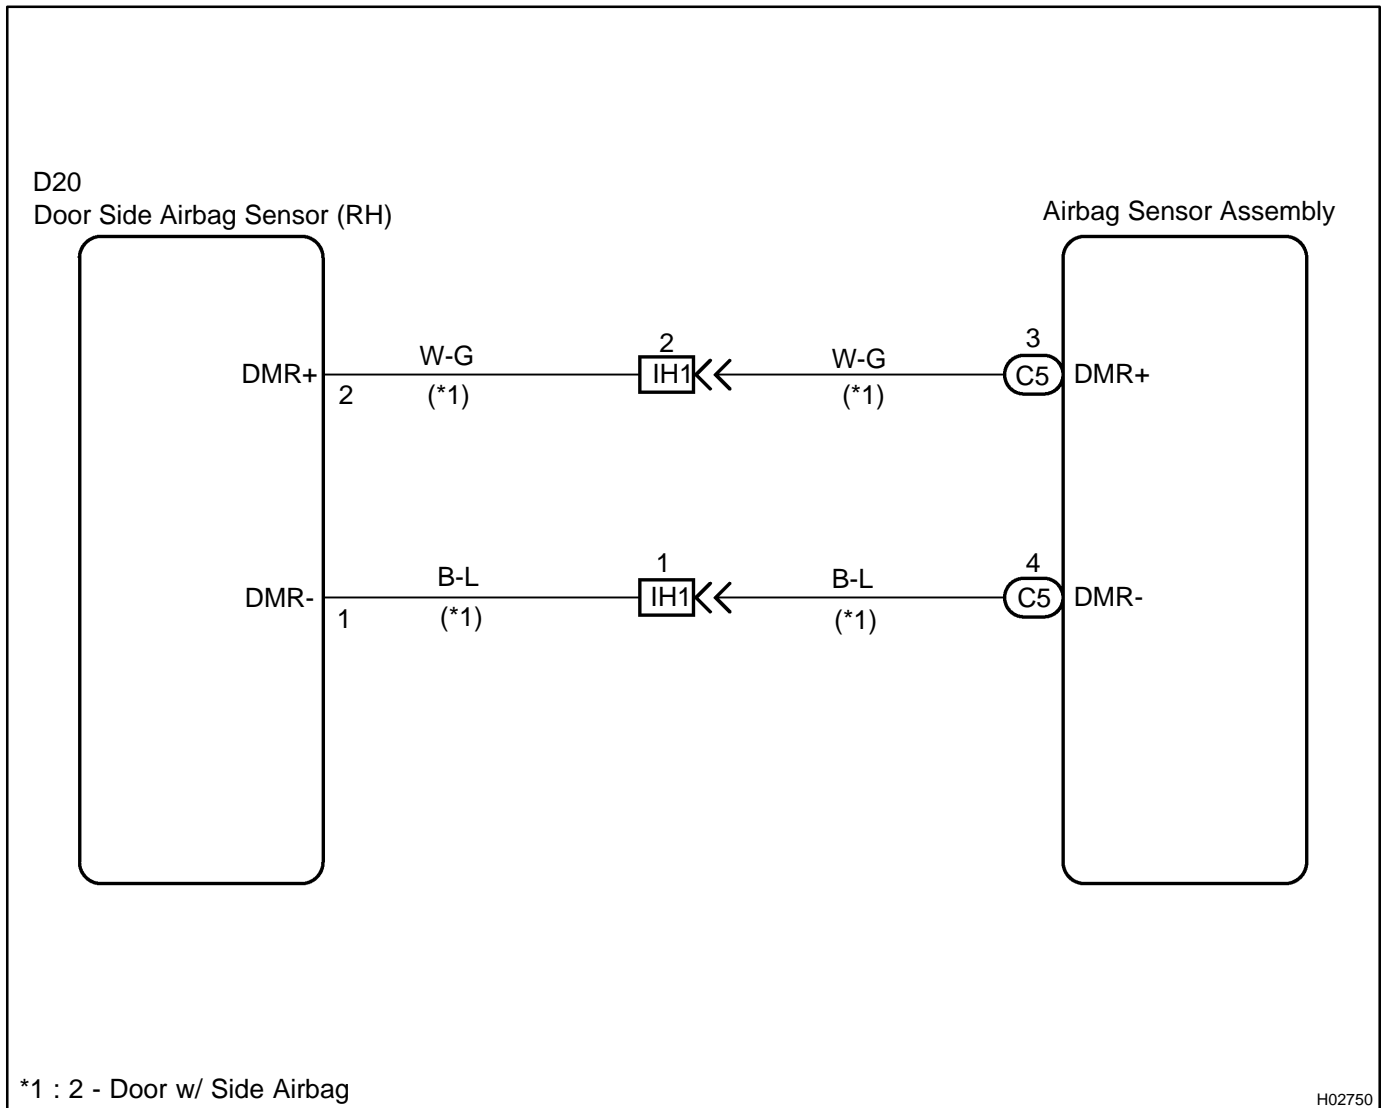 D20
Door Side Airbag Sensor (RH)
Airbag Sensor Assembly
DMR+
2
W-G
(*1)
2
IH1
W-G
(*1)
3
C5
DMR+
DMR-
1
B-L
(*1)
1
IH1
B-L
(*1)
4
C5
DMR-
*1 : 2 - Door w/ Side Airbag
H02750